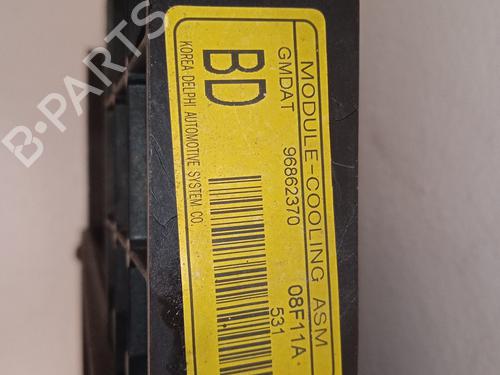 MODULE-COOLING ASM
GMDAT 96862370 08F11A
BD
531
KOREA DELPHI AUTOMOTIVE SYSTEM CO.
B-PARTS